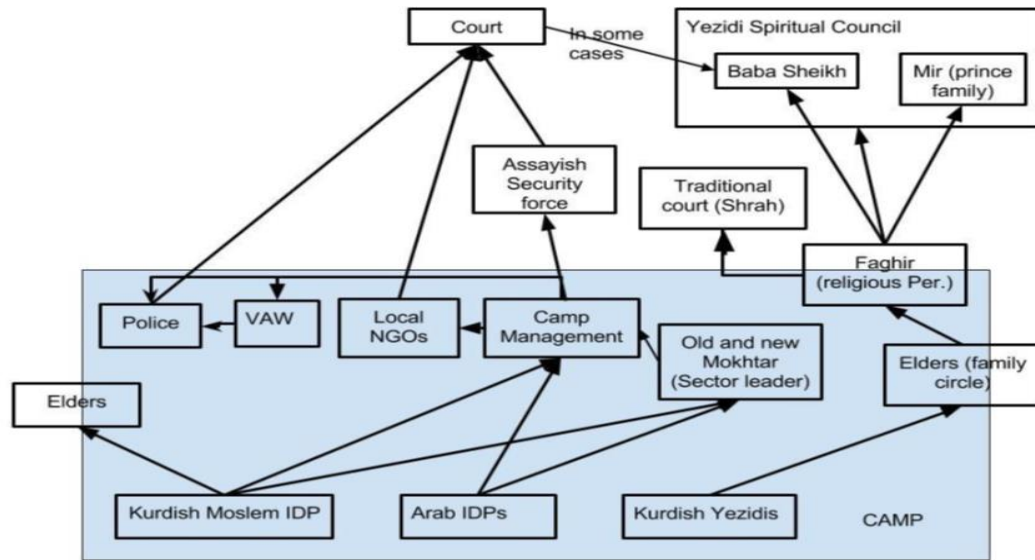 Court
In some
cases
Yezidi Spiritual Council
Baba Sheikh
Mir (prince
family)
Assayish
Security
force
Traditional
court (Shrah)
Faghir
(religious Per.)
Police
VAW
Local
NGOs
Camp
Management
Old and new
Mokhtar
(Sector leader)
Elders (family
circle)
Elders
Kurdish Moslem IDP
Arab IDPs
Kurdish Yezidis
CAMP